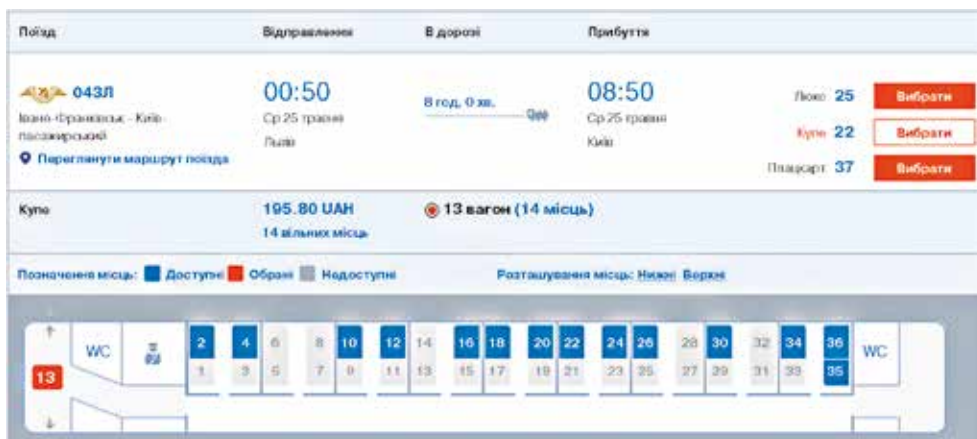 Поїзд Відправлення В дорозі Прибуття
043Л 00:50 8 год. 0 хв. 08:50 Люкс 25 Вибрати
Івано-Франківськ - Київ
пасажирський
Ср 25 травня Ср 25 травня Купе 22 Вибрати
Львів Київ
Переглянути маршрут поїзда Плацкарт 37 Вибрати
Купе 195.80 UAH 13 вагон (14 місць)
14 вільних місць
Позначення місць: Доступні Обрані Недоступні Розташування місць: Нижні Верхні
WC 2 4 6 8 10 12 14 16 18 20 22 24 26 28 30 32 34 36 WC
13 1 3 5 7 9 11 13 15 17 19 21 23 25 27 29 31 33 35